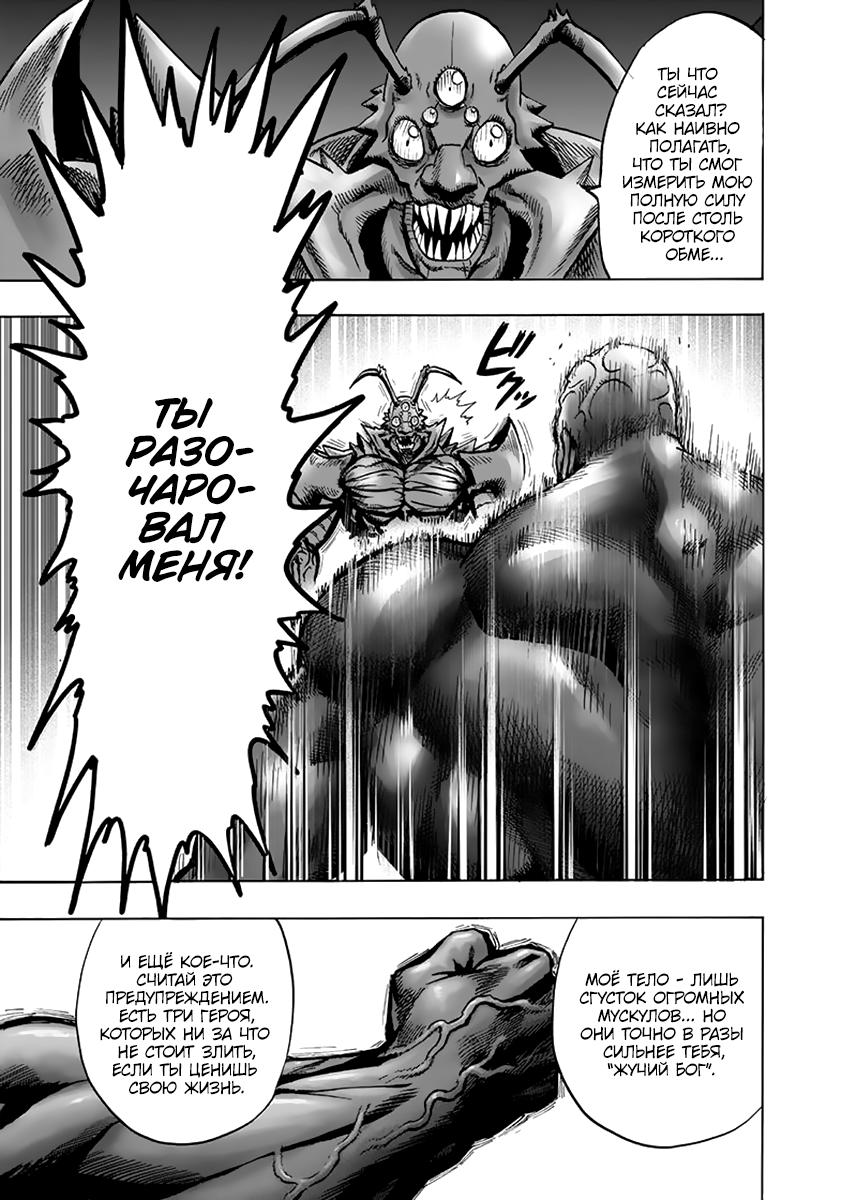 ТЫ ЧТО
СЕЙЧАС
СКАЗАЛ?
КАК НАИВНО
ПОЛАГАТЬ,
ЧТО ТЫ СМОГ
ИЗМЕРИТЬ МОЮ
ПОЛНУЮ СИЛУ
ПОСЛЕ СТОЛЬ
КОРОТКОГО
ОБМЕ...
ビクッ
ТЫ
РАЗО-
ЧАРО-
ВАЛ
МЕНЯ!
МОЁ ТЕЛО - ЛИШЬ
СГУСТОК ОГРОМНЫХ
МУСКУЛОВ... НО
ОНИ ТОЧНО В РАЗЫ
СИЛЬНЕЕ ТЕБЯ,
"ЖУЧИЙ БОГ".
И ЕЩЁ КОЕ-ЧТО.
СЧИТАЙ ЭТО
ПРЕДУПРЕЖДЕНИЕМ.
ЕСТЬ ТРИ ГЕРОЯ,
КОТОРЫХ НИ ЗА ЧТО
НЕ СТОИТ ЗЛИТЬ,
ЕСЛИ ТЫ ЦЕНИШЬ
СВОЮ ЖИЗНЬ.